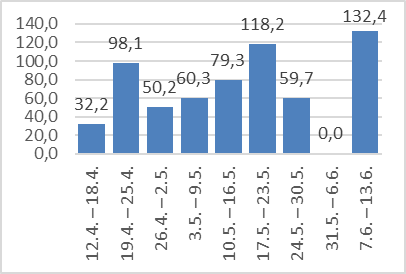 140,0
120,0
100,0
80,0
60,0
40,0
20,0
0,0
32,2
98,1
50,2
60,3
79,3
118,2
59,7
0,0
132,4
12.4. – 18.4.
19.4. – 25.4.
26.4. – 2.5.
3.5. – 9.5.
10.5. – 16.5.
17.5. – 23.5.
24.5. – 30.5.
31.5. – 6.6.
7.6. – 13.6.